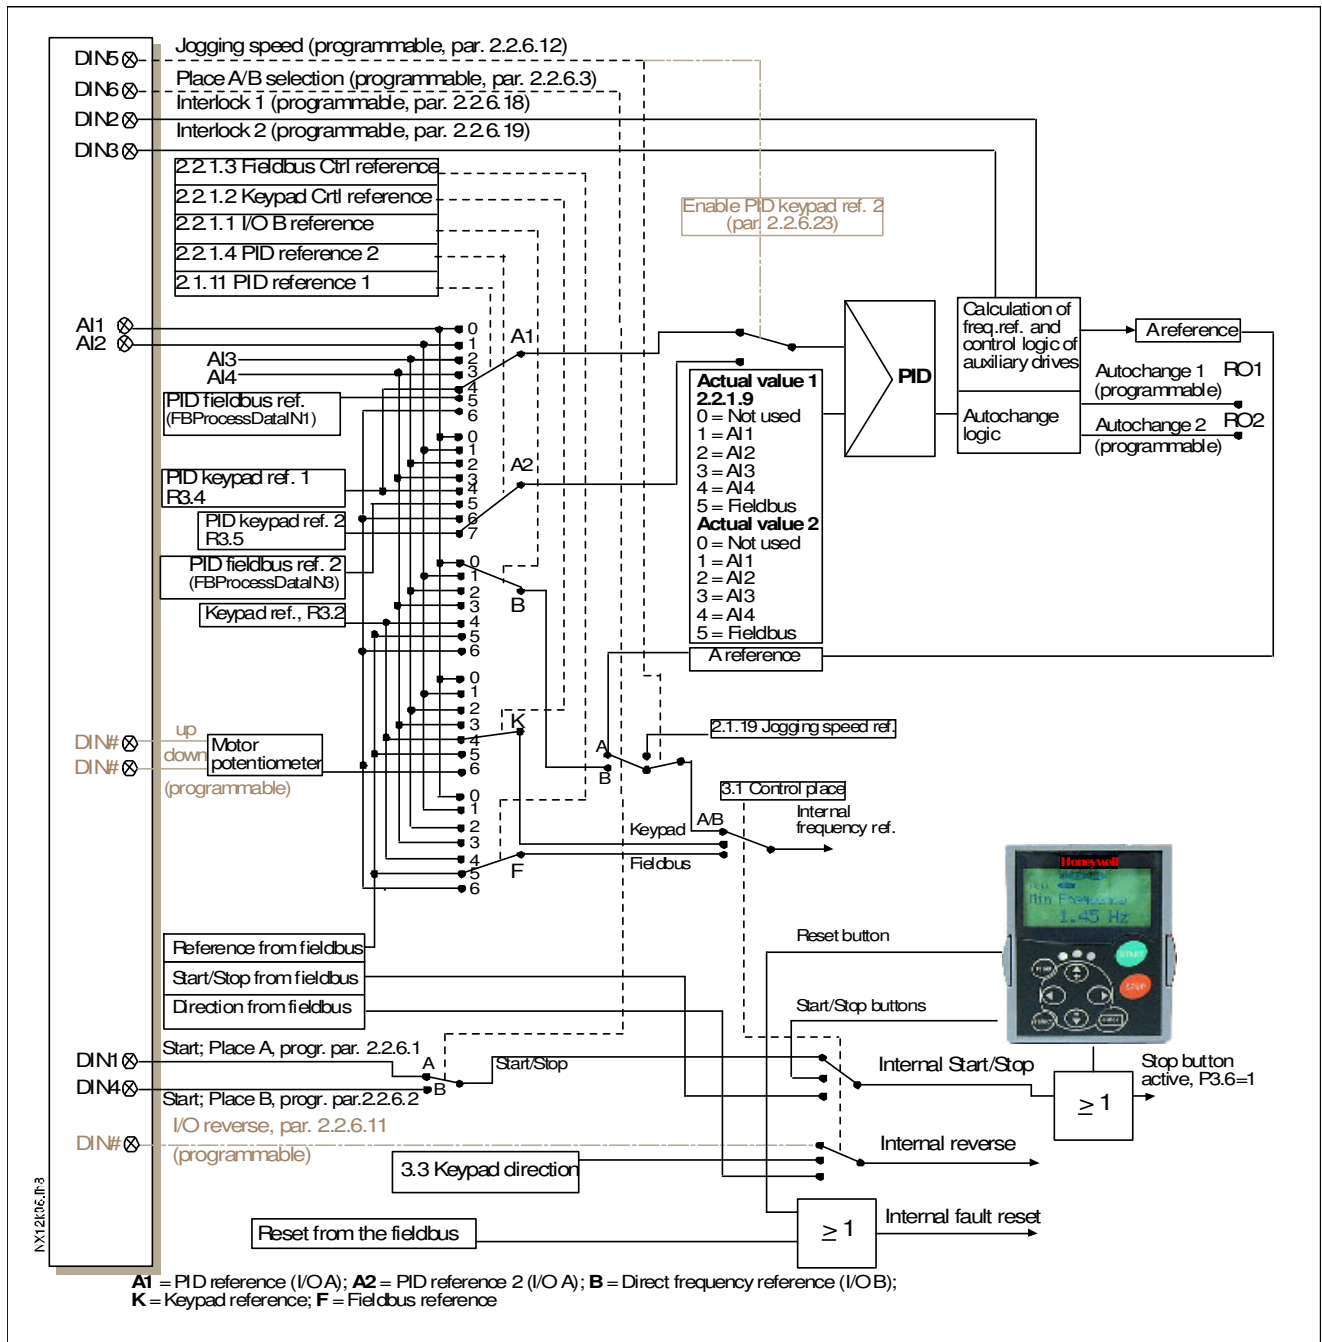 DIN5 Jogging speed (programmable, par. 2.2.6.12)
DIN6 Place A/B selection (programmable, par. 2.2.6.3)
DIN2 Interlock 1 (programmable, par. 2.2.6.18)
DIN3 Interlock 2 (programmable, par. 2.2.6.19)
2.2.1.3 Fieldbus Ctrl reference
2.2.1.2 Keypad Crtl reference
2.2.1.1 I/O B reference
2.2.1.4 PID reference 2
2.1.11 PID reference 1
Enable PID keypad ref. 2
(par. 2.2.6.23)
AI1
AI2
AI3
AI4
PID fieldbus ref.
(FBProcessDataIN1)
0
1
2
3
4
5
6
A1
PID keypad ref. 1
R3.4
PID keypad ref. 2
R3.5
PID fieldbus ref. 2
(FBProcessDataIN3)
0
1
2
3
4
5
6
7
A2
Keypad ref., R3.2
0
1
2
3
4
5
6
B
Actual value 1
2.2.1.9
0 = Not used
1 = AI1
2 = AI2
3 = AI3
4 = AI4
5 = Fieldbus
Actual value 2
0 = Not used
1 = AI1
2 = AI2
3 = AI3
4 = AI4
5 = Fieldbus
PID
Calculation of
freq.ref. and
control logic of
auxiliary drives
Autochange
logic
A reference
Autochange 1 RO1
(programmable)
Autochange 2 RO2
(programmable)
A reference
DIN# up
DIN# down
(programmable)
Motor
potentiometer
0
1
2
3
4
5
6
K
0
1
2
3
4
5
6
F
A
B
2.1.19 Jogging speed ref.
3.1 Control place
A/B
Keypad
Fieldbus
Internal
frequency ref.
Honeywell
Min Frequency
1.45 Hz
START
STOP
Reference from fieldbus
Start/Stop from fieldbus
Direction from fieldbus
Reset button
Start/Stop buttons
DIN1 Start; Place A, progr. par. 2.2.6.1
DIN4 Start; Place B, progr. par.2.2.6.2
A
B
Start/Stop
Internal Start/Stop
≥ 1
Stop button
active, P3.6=1
DIN# I/O reverse, par. 2.2.6.11
(programmable)
3.3 Keypad direction
Internal reverse
Reset from the fieldbus
≥ 1
Internal fault reset
NX12k06.fh8
A1 = PID reference (I/O A); A2 = PID reference 2 (I/O A); B = Direct frequency reference (I/O B);
K = Keypad reference; F = Fieldbus reference